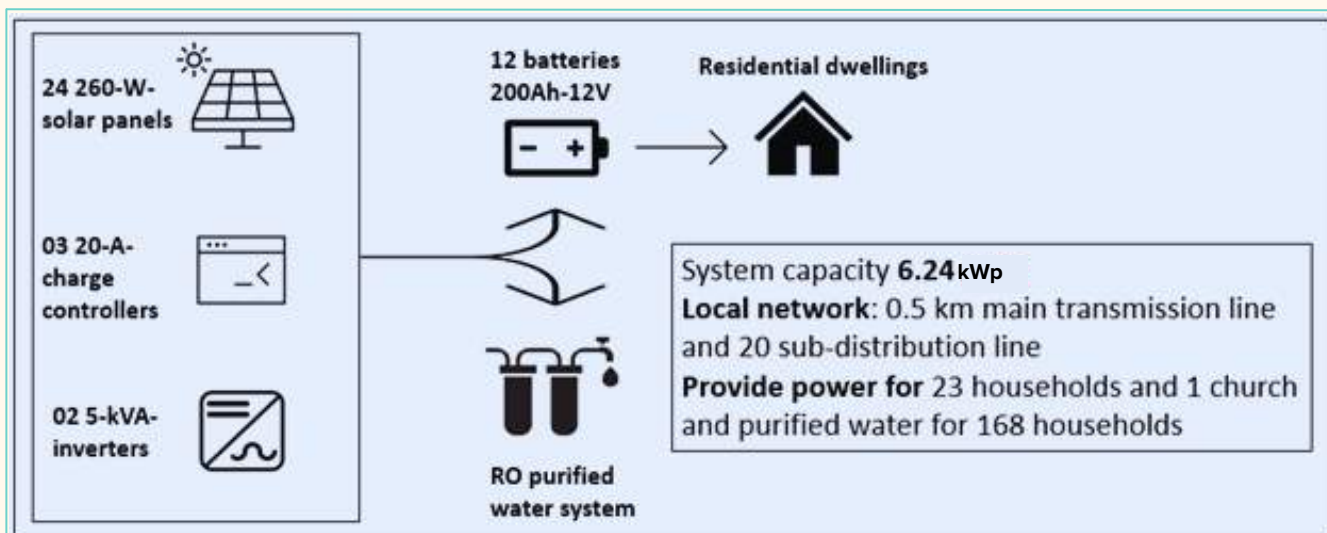 24 260-W-
solar panels
03 20-A-
charge
controllers
02 5-kVA-
inverters
12 batteries
200Ah-12V
Residential dwellings
RO purified
water system
System capacity 6.24 kWp
Local network: 0.5 km main transmission line
and 20 sub-distribution line
Provide power for 23 households and 1 church
and purified water for 168 households